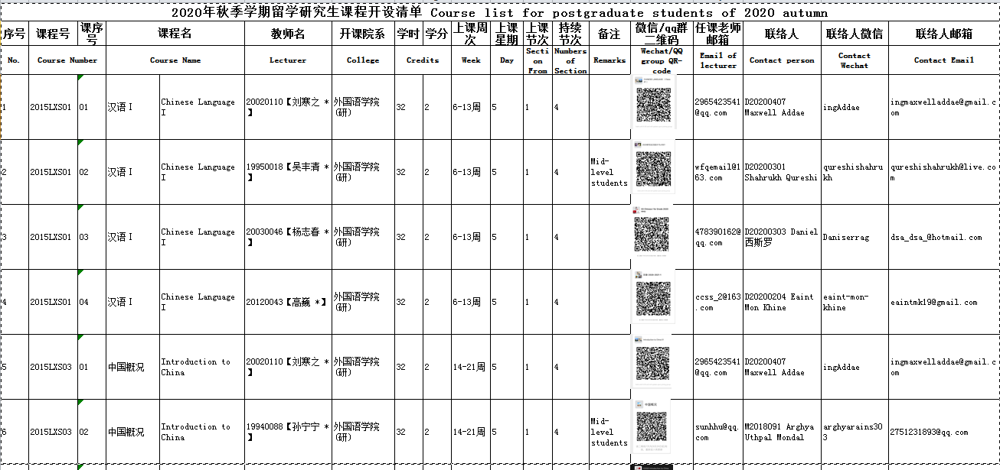 2020年秋季学期留学研究生课程开设清单 Course list for postgraduate students of 2020 autumn
序号 课程号 课序号 课程名 教师名 开课院系 学时 学分 上课周次 上课星期 上课节次 持续节次 备注 微信/qq群二维码 任课老师邮箱 联络人 联络人微信 联络人邮箱
No. Course Number Course Name Lecturer College Credits Week Day Section From Numbers of Section Remarks Wechat/QQ group QR-code Email of lecturer Contact person Contact Wechat Contact Email
1 2015LXS01 01 汉语Ⅰ Chinese Language I 20020110【刘寒之 *】 外国语学院(研) 32 2 6-13周 5 1 4 2965423541@qq.com D20200407 Maxwell Addae ingAddae ingmaxwelladdae@gmail.com
2 2015LXS01 02 汉语Ⅰ Chinese Language I 19950018【吴丰清 *】 外国语学院(研) 32 2 6-13周 5 1 4 Mid-level students wfqemail@163.com D20200301 Shahrukh Qureshi qureshishahrukh qureshishahrukh@live.com
3 2015LXS01 03 汉语Ⅰ Chinese Language I 20030046【杨志春 *】 外国语学院(研) 32 2 6-13周 5 1 4 478390162@qq.com D20200303 Daniel西斯罗 Daniserrag dsa_dsa_@hotmail.com
4 2015LXS01 04 汉语Ⅰ Chinese Language I 20120043【高巍 *】 外国语学院(研) 32 2 6-13周 5 1 4 ccss_2@163.com D20200204 Eaint Mon Khine eaint-mon-khine eaintmk19@gmail.com
5 2015LXS03 01 中国概况 Introduction to China 20020110【刘寒之 *】 外国语学院(研) 32 2 14-21周 5 1 4 2965423541@qq.com D20200407 Maxwell Addae ingAddae ingmaxwelladdae@gmail.com
6 2015LXS03 02 中国概况 Introduction to China 19940088【孙宁宁 *】 外国语学院(研) 32 2 14-21周 5 1 4 Mid-level students 中国概况 sunhhu@qq.com M2018091 Arghya Uthpal Mondal arghyarains303 2751231893@qq.com